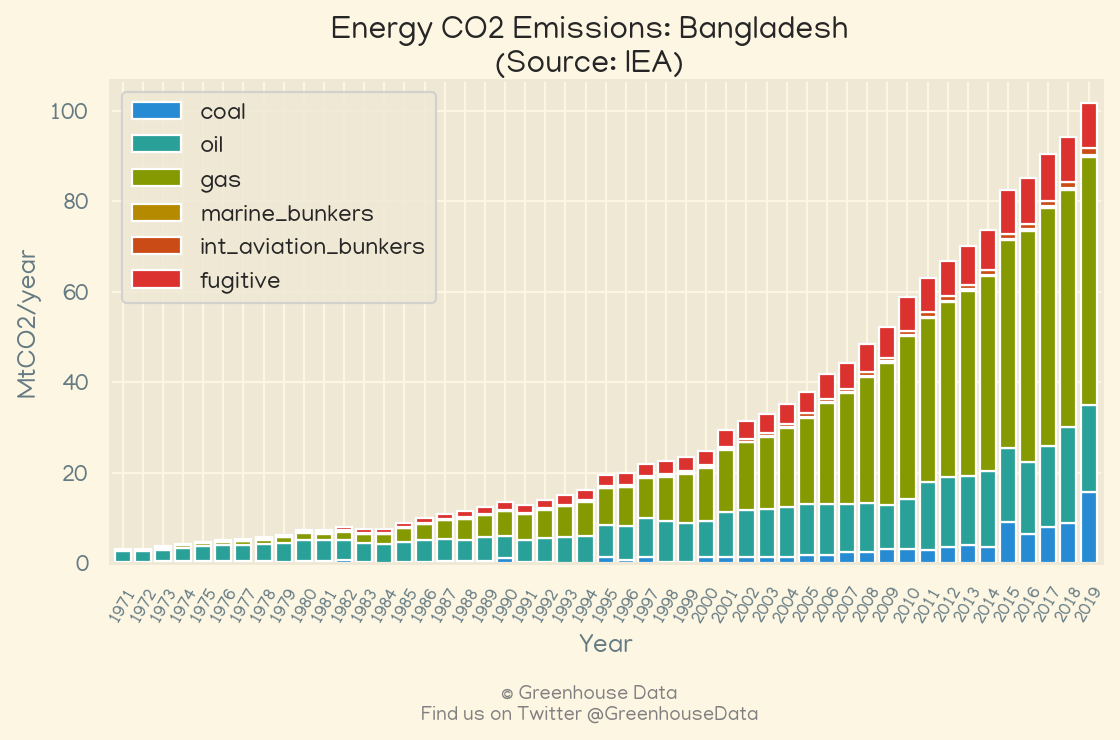 Energy CO2 Emissions: Bangladesh
(Source: IEA)
MtCO2/year
100
80
60
40
20
0
coal
oil
gas
marine_bunkers
int_aviation_bunkers
fugitive
1971 1972 1973 1974 1975 1976 1977 1978 1979 1980 1981 1982 1983 1984 1985 1986 1987 1988 1989 1990 1991 1992 1993 1994 1995 1996 1997 1998 1999 2000 2001 2002 2003 2004 2005 2006 2007 2008 2009 2010 2011 2012 2013 2014 2015 2016 2017 2018 2019
Year
© Greenhouse Data
Find us on Twitter @GreenhouseData